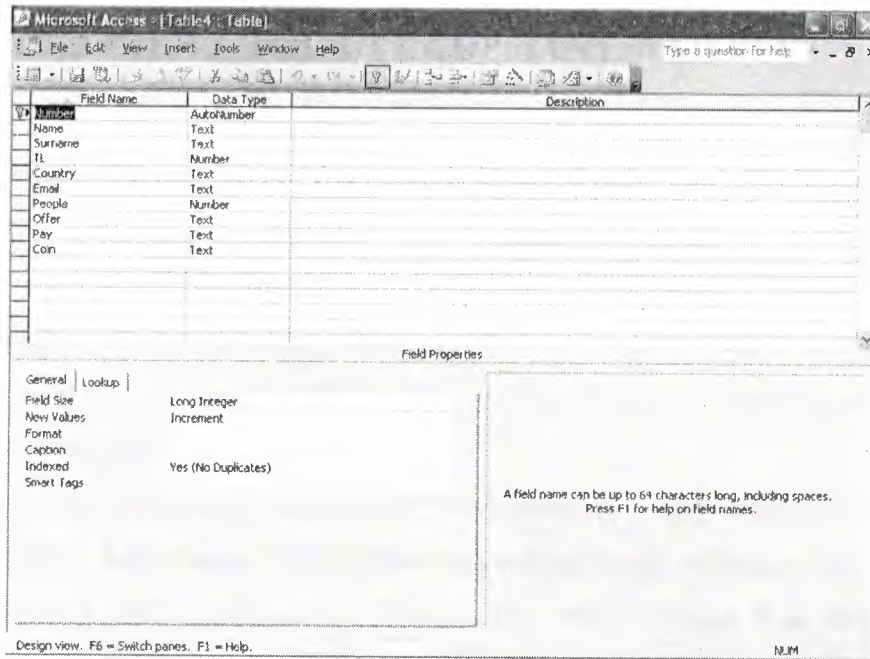 Microsoft Access - [Table4 : Table]
File Edit View Insert Tools Window Help
Type a question for help
Field Name Data Type Description
Number AutoNumber
Name Text
Surname Text
TL Number
Country Text
Email Text
People Number
Offer Text
Pay Text
Coin Text
Field Properties
General Lookup
Field Size Long Integer
New Values Increment
Format
Caption
Indexed Yes (No Duplicates)
Smart Tags
A field name can be up to 64 characters long, including spaces.
Press F1 for help on field names.
Design view. F6 = Switch panes. F1 = Help.
NUM